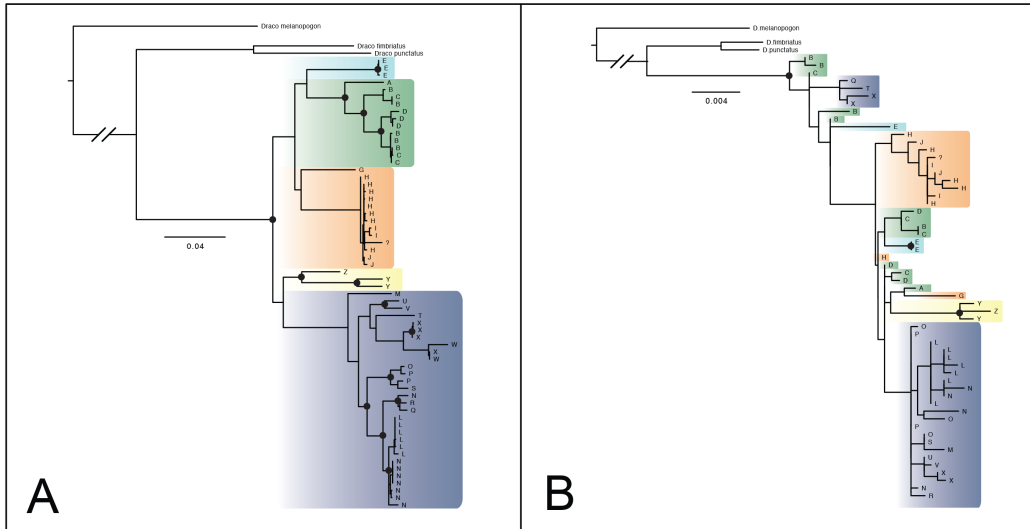 Draco melanopogon
Draco fimbriatus
Draco punctatus
E
E
E
A
B
C
B
D
D
D
B
B
B
C
C
G
H
H
H
H
H
H
H
I
I
?
H
J
J
Z
Y
Y
M
U
V
T
X
X
X
W
X
W
O
P
P
S
N
R
Q
L
L
L
L
L
L
N
N
N
N
N
N
N
0.04
A
D.melanopogon
D.fimbriatus
D.punctatus
B
B
C
Q
T
X
X
B
B
E
H
J
H
?
I
J
H
H
I
H
D
C
B
C
E
E
H
D
C
D
A
G
Y
Z
Y
O
P
L
L
L
L
L
N
N
L
N
O
P
O
S
M
U
V
X
X
N
R
0.004
B